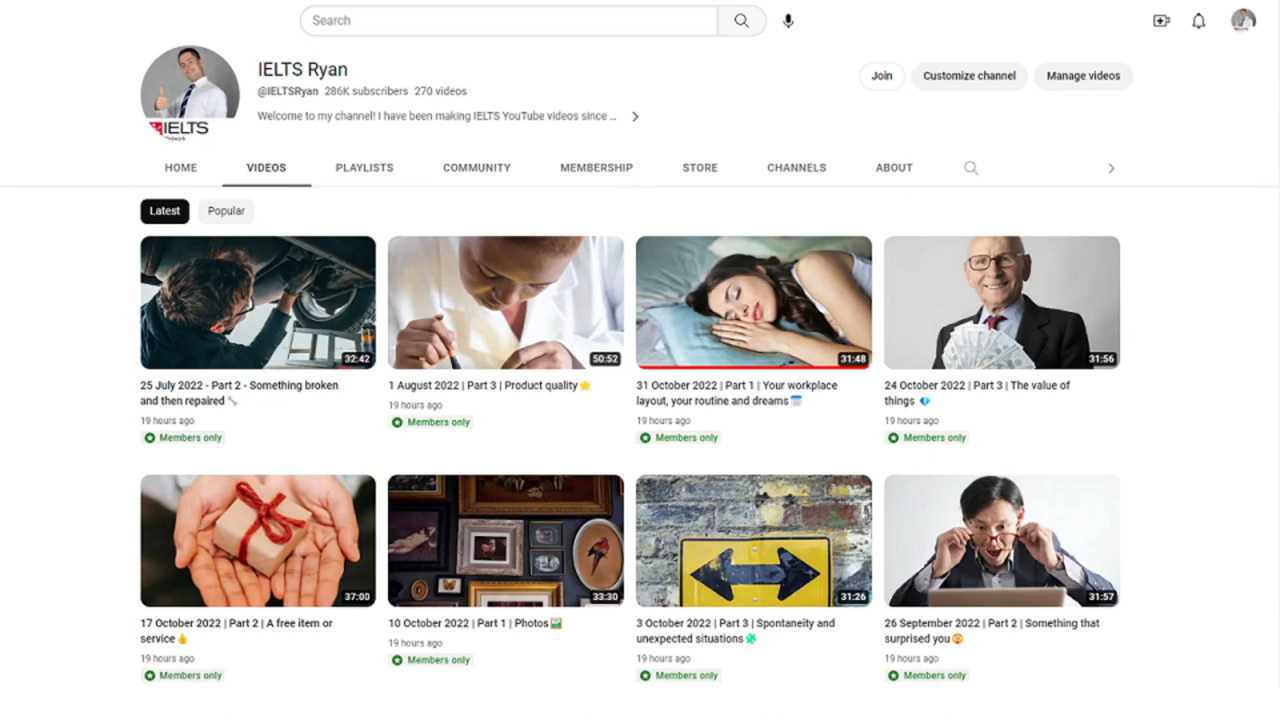 Search
IELTS Ryan
@IELTSRyan 286K subscribers 270 videos
Welcome to my channel! I have been making IELTS YouTube videos since ...
Join
Customize channel
Manage videos
IELTS
HOME
VIDEOS
PLAYLISTS
COMMUNITY
MEMBERSHIP
STORE
CHANNELS
ABOUT
Latest
Popular
32:42
50:52
31:48
31:56
25 July 2022 - Part 2 - Something broken
and then repaired
19 hours ago
Members only
1 August 2022 | Part 3 | Product quality
19 hours ago
Members only
31 October 2022 | Part 1 | Your workplace
layout, your routine and dreams
19 hours ago
Members only
24 October 2022 | Part 3 | The value of
things
19 hours ago
Members only
37:00
33:30
31:26
31:57
17 October 2022 | Part 2 | A free item or
service
19 hours ago
Members only
10 October 2022 | Part 1 | Photos
19 hours ago
Members only
3 October 2022 | Part 3 | Spontaneity and
unexpected situations
19 hours ago
Members only
26 September 2022 | Part 2 | Something that
surprised you
19 hours ago
Members only